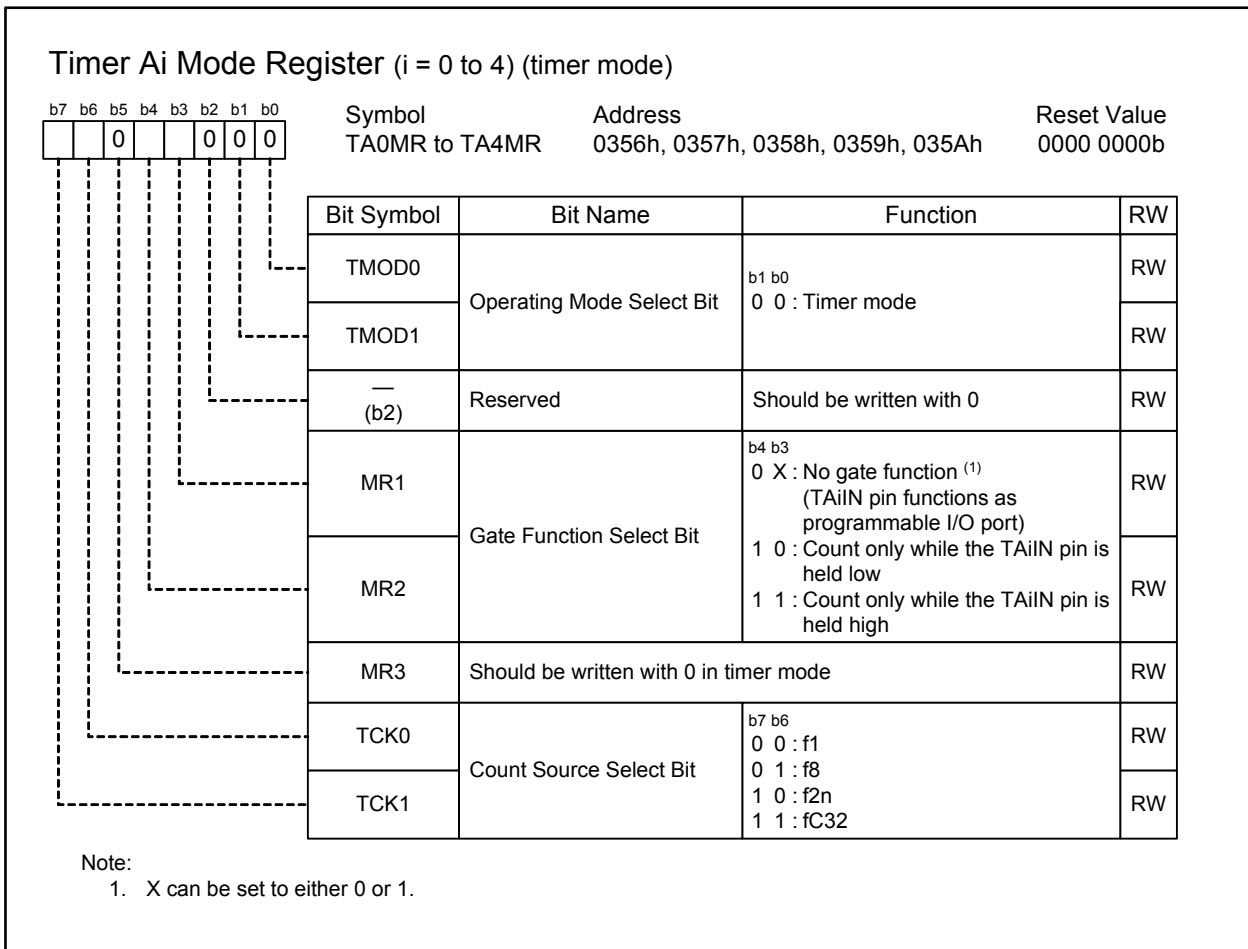 Timer Ai Mode Register (i = 0 to 4) (timer mode)
b7 b6 b5 b4 b3 b2 b1 b0
0 0 0 0
Symbol Address Reset Value
TA0MR to TA4MR 0356h, 0357h, 0358h, 0359h, 035Ah 0000 0000b
Bit Symbol Bit Name Function RW
TMOD0 RW
Operating Mode Select Bit
b1 b0
0 0 : Timer mode
TMOD1 RW
—
(b2) Reserved Should be written with 0 RW
MR1 RW
Gate Function Select Bit
b4 b3
0 X : No gate function (1)
(TAiIN pin functions as
programmable I/O port)
1 0 : Count only while the TAiIN pin is
held low
1 1 : Count only while the TAiIN pin is
held high
MR2 RW
MR3 Should be written with 0 in timer mode RW
TCK0 RW
Count Source Select Bit
b7 b6
0 0 : f1
0 1 : f8
1 0 : f2n
1 1 : fC32
TCK1 RW
Note:
1. X can be set to either 0 or 1.